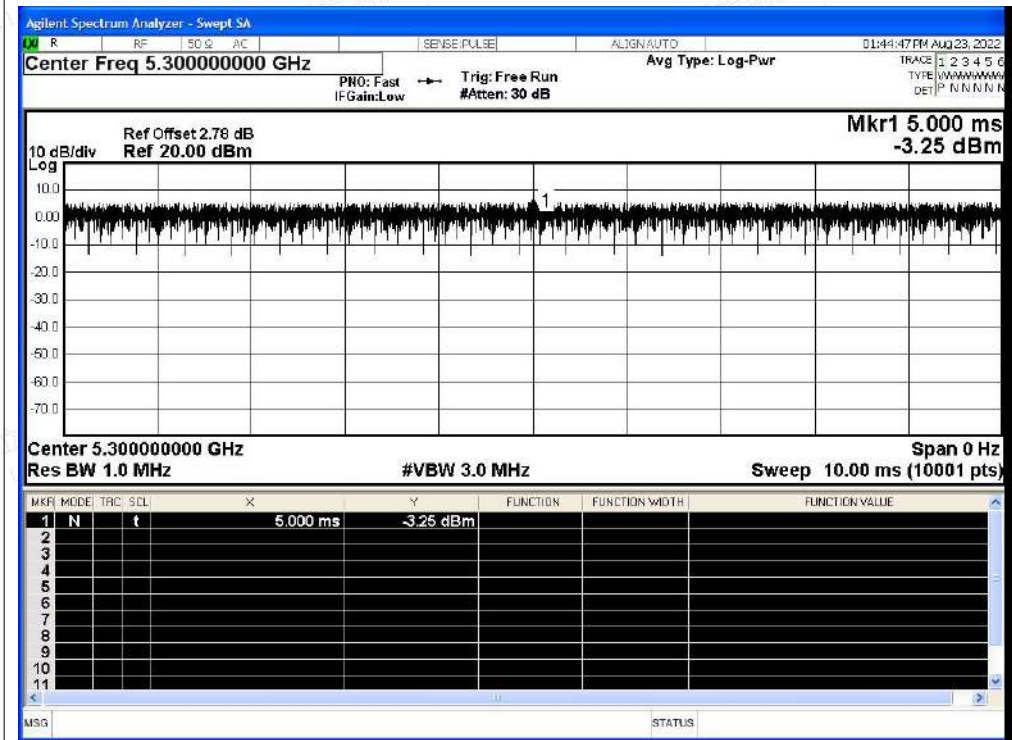 Agilent Spectrum Analyzer - Swept SA
R RF 50 Ω AC SENSE:PULSE ALIGNAUTO 01:44:47 PM Aug 23, 2022
Center Freq 5.300000000 GHz Avg Type: Log-Pwr TRACE 1 2 3 4 5 6
PNO: Fast Trig: Free Run TYPE
IFGain:Low #Atten: 30 dB DET P N N N N N
Mkr1 5.000 ms
Ref Offset 2.78 dB
10 dB/div Ref 20.00 dBm -3.25 dBm
Log
10.0
1
0.00
-10.0
-20.0
-30.0
-40.0
-50.0
-60.0
-70.0
Center 5.300000000 GHz Span 0 Hz
Res BW 1.0 MHz #VBW 3.0 MHz Sweep 10.00 ms (10001 pts)
MKR MODE TRC SCL X Y FUNCTION FUNCTION WIDTH FUNCTION VALUE
1 N t 5.000 ms -3.25 dBm
2
3
4
5
6
7
8
9
10
11
MSG STATUS